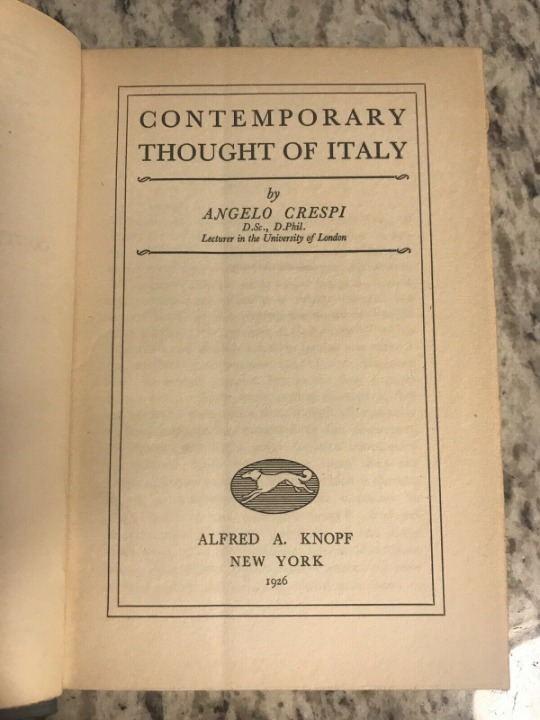 CONTEMPORARY
THOUGHT OF ITALY
by
ANGELO CRESPI
D.Sc., D.Phil.
Lecturer in the University of London
ALFRED A. KNOPF
NEW YORK
1926